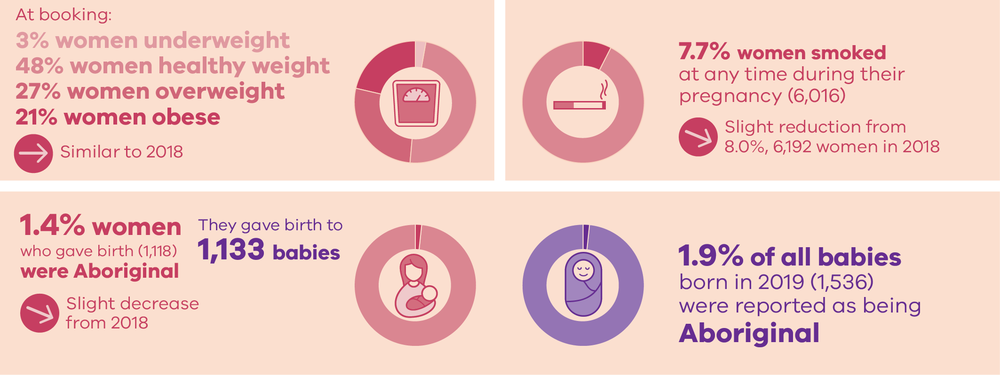 At booking:
3% women underweight
48% women healthy weight
27% women overweight
21% women obese
Similar to 2018
7.7% women smoked
at any time during their
pregnancy (6,016)
Slight reduction from
8.0%, 6,192 women in 2018
1.4% women
who gave birth (1,118)
were Aboriginal
Slight decrease
from 2018
They gave birth to
1,133 babies
1.9% of all babies
born in 2019 (1,536)
were reported as being
Aboriginal